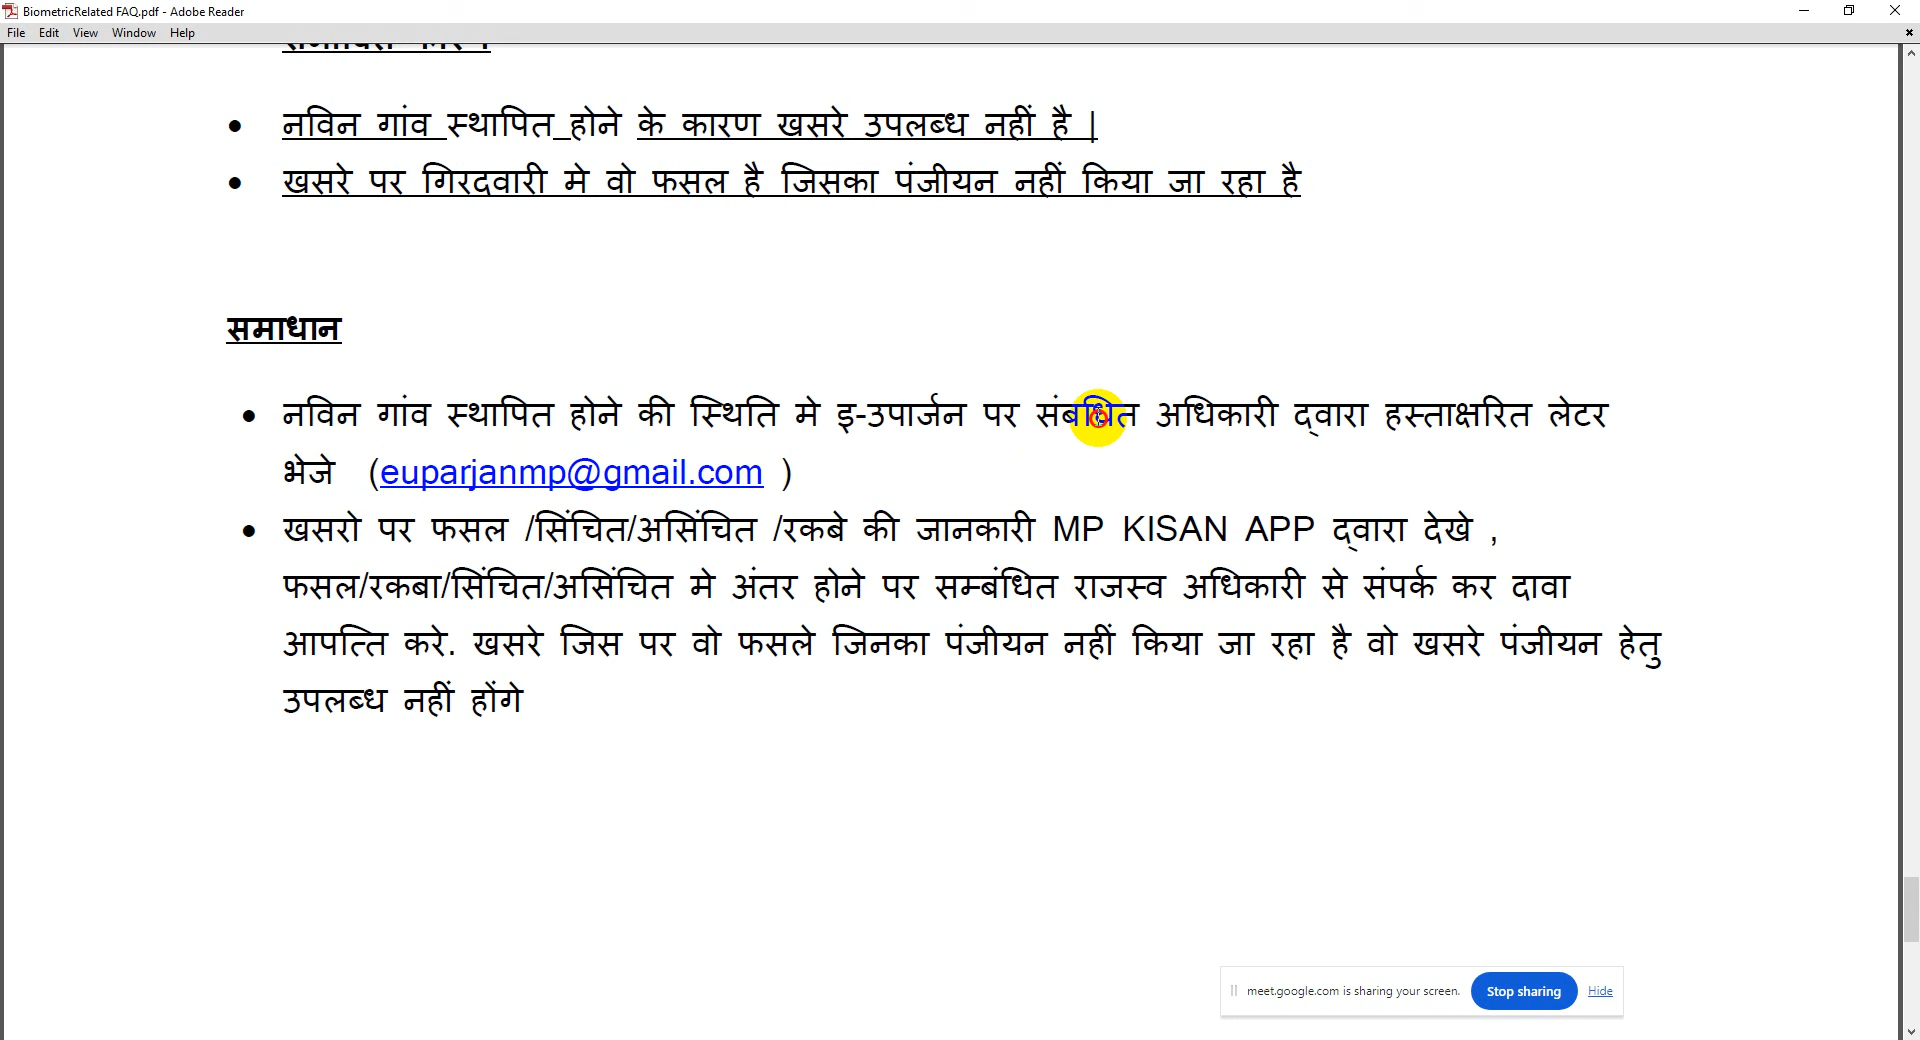 BiometricRelated FAQ.pdf - Adobe Reader
File Edit View Window Help
नविन गांव स्थापित होने के कारण खसरे उपलब्ध नहीं है |
खसरे पर गिरदवारी मे वो फसल है जिसका पंजीयन नहीं किया जा रहा है
समाधान
नविन गांव स्थापित होने की स्थिति मे इ-उपार्जन पर संबधित अधिकारी द्वारा हस्ताक्षरित लेटर
भेजे (euparjanmp@gmail.com )
खसरो पर फसल /सिंचित/असिंचित /रकबे की जानकारी MP KISAN APP द्वारा देखे ,
फसल/रकबा/सिंचित/असिंचित मे अंतर होने पर सम्बंधित राजस्व अधिकारी से संपर्क कर दावा
आपत्ति करे. खसरे जिस पर वो फसले जिनका पंजीयन नहीं किया जा रहा है वो खसरे पंजीयन हेतु
उपलब्ध नहीं होंगे
meet.google.com is sharing your screen. Stop sharing Hide